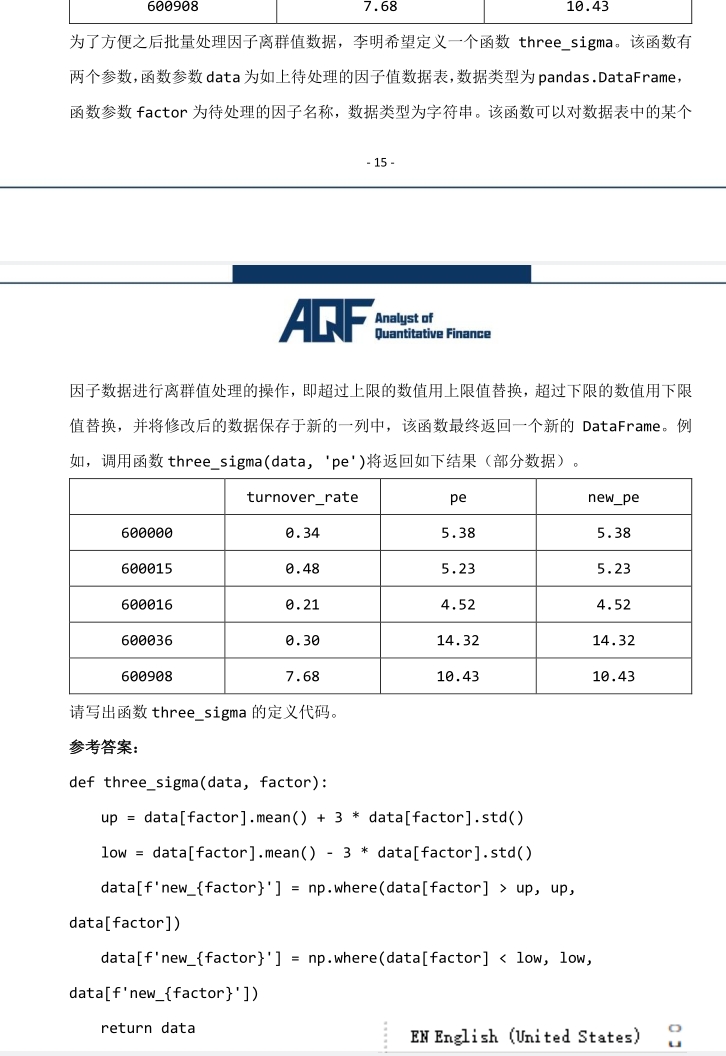 600908 7.68 10.43
为了方便之后批量处理因子离群值数据，李明希望定义一个函数 three_sigma。该函数有
两个参数，函数参数 data 为如上待处理的因子值数据表，数据类型为 pandas.DataFrame，
函数参数 factor 为待处理的因子名称，数据类型为字符串。该函数可以对数据表中的某个
- 15 -
AQF Analyst of
Quantitative Finance
因子数据进行离群值处理的操作，即超过上限的数值用上限值替换，超过下限的数值用下限
值替换，并将修改后的数据保存于新的一列中，该函数最终返回一个新的 DataFrame。例
如，调用函数 three_sigma(data, 'pe')将返回如下结果（部分数据）。
turnover_rate pe new_pe
600000 0.34 5.38 5.38
600015 0.48 5.23 5.23
600016 0.21 4.52 4.52
600036 0.30 14.32 14.32
600908 7.68 10.43 10.43
请写出函数 three_sigma 的定义代码。
参考答案：
def three_sigma(data, factor):
up = data[factor].mean() + 3 * data[factor].std()
low = data[factor].mean() - 3 * data[factor].std()
data[f'new_{factor}'] = np.where(data[factor] > up, up,
data[factor])
data[f'new_{factor}'] = np.where(data[factor] < low, low,
data[f'new_{factor}'])
return data
EN English (United States)